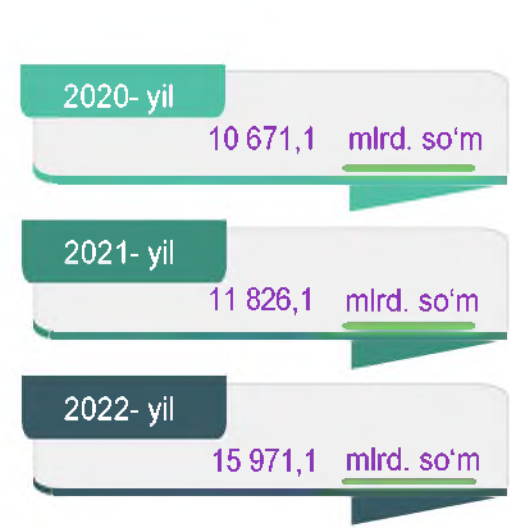 2020- yil
10 671,1 mlrd. so‘m
2021- yil
11 826,1 mlrd. so‘m
2022- yil
15 971,1 mlrd. so‘m